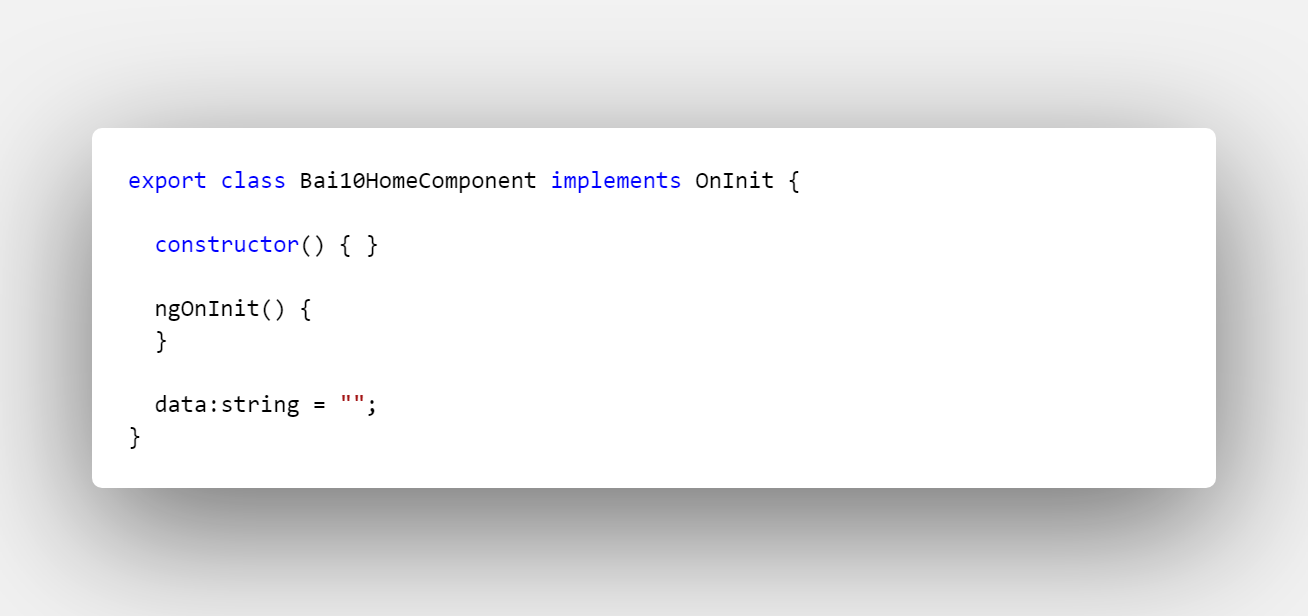 export class Bai10HomeComponent implements OnInit {
constructor() { }
ngOnInit() {
}
data:string = "";
}